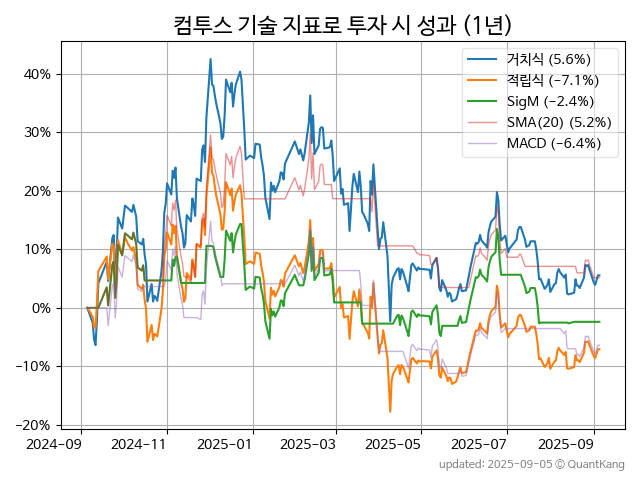 컴투스 기술 지표로 투자 시 성과 (1년)
거치식 (5.6%)
적립식 (−7.1%)
SigM (−2.4%)
SMA(20) (5.2%)
MACD (−6.4%)
40%
30%
20%
10%
0%
−10%
−20%
2024-09 2024-11 2025-01 2025-03 2025-05 2025-07 2025-09
updated: 2025-09-05 © QuantKang